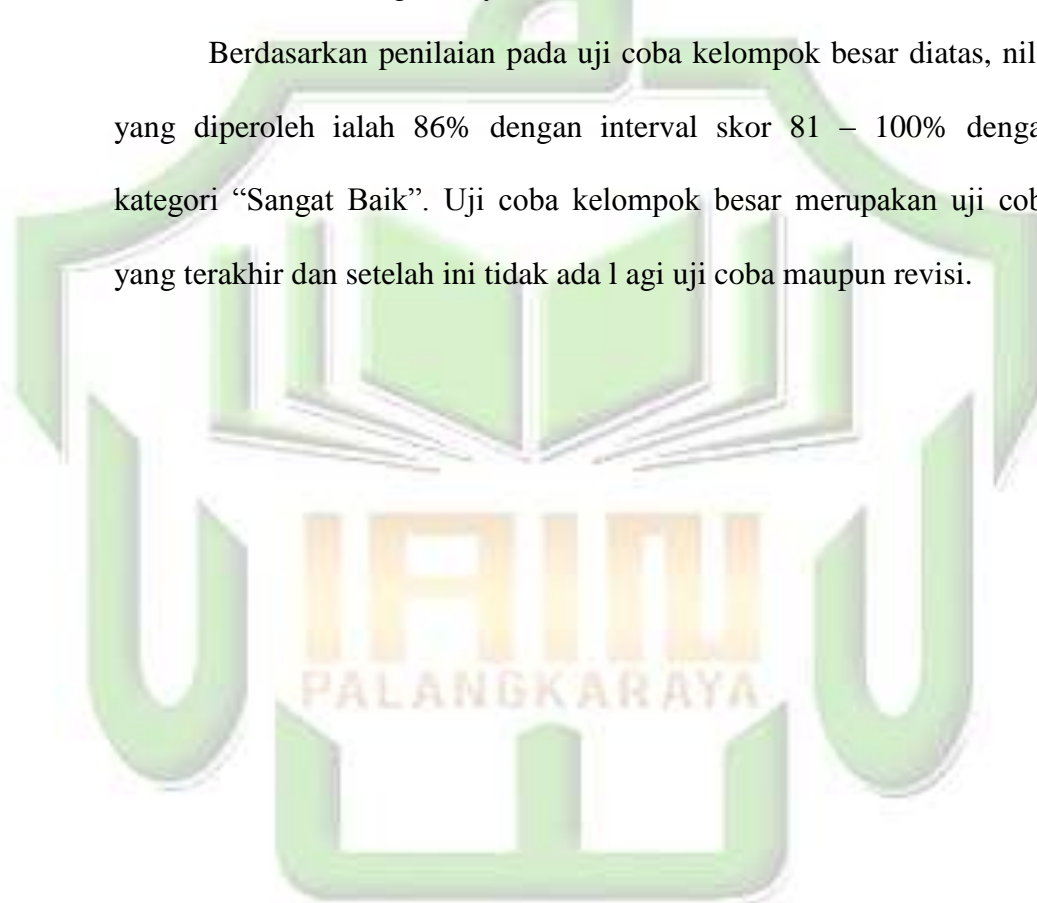 Berdasarkan penilaian pada uji coba kelompok besar diatas, nil
yang diperoleh ialah 86% dengan interval skor 81 – 100% denga
kategori “Sangat Baik”. Uji coba kelompok besar merupakan uji cob
yang terakhir dan setelah ini tidak ada l agi uji coba maupun revisi.
IAIN
PALANGKARAYA